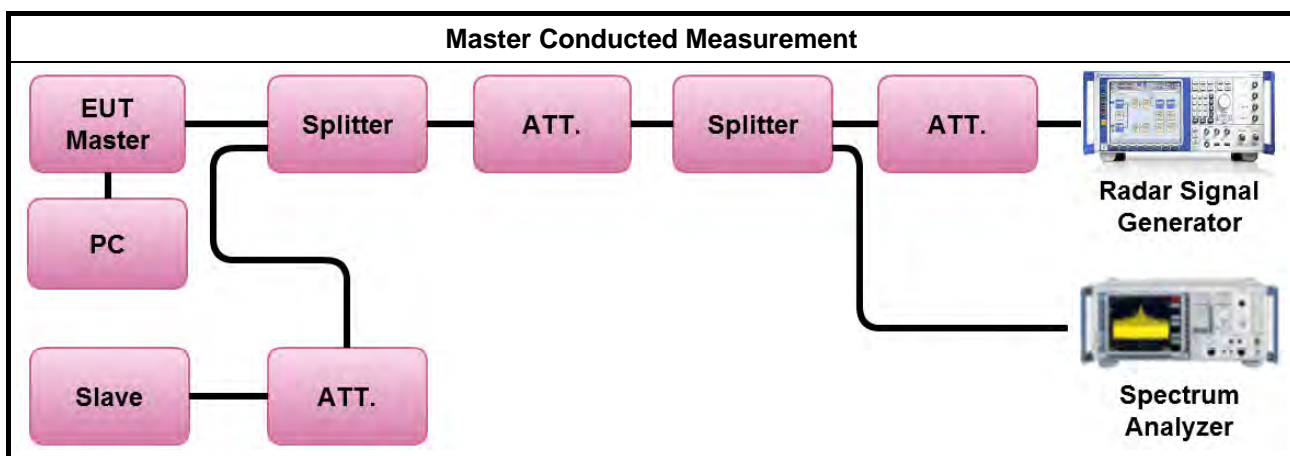 Master Conducted Measurement
EUT
Master
Splitter
ATT.
Splitter
ATT.
Radar Signal
Generator
PC
Slave
ATT.
Spectrum
Analyzer